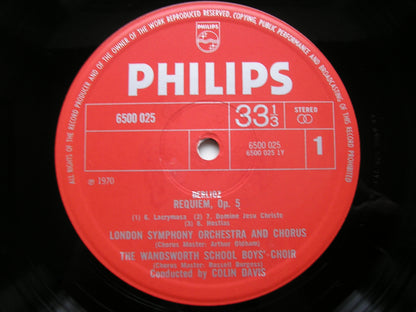 ALL RIGHTS OF THE RECORD PRODUCER AND OF THE OWNER OF THE WORK REPRODUCED RESERVED. COPYING, PUBLIC PERFORMANCE AND BROADCASTING OF THIS RECORD PROHIBITED
PHILIPS
PHILIPS
6500 025
33 1/3
STEREO
6500 025
6500 025 1Y
1
℗ 1970
BERLIOZ
REQUIEM, Op. 5
(1) 6. Lacrymosa (2) 7. Domine Jesu Christe
(3) 8. Hostias
LONDON SYMPHONY ORCHESTRA AND CHORUS
(Chorus Master: Arthur Oldham)
THE WANDSWORTH SCHOOL BOYS' CHOIR
(Chorus Master: Russell Burgess)
Conducted by COLIN DAVIS